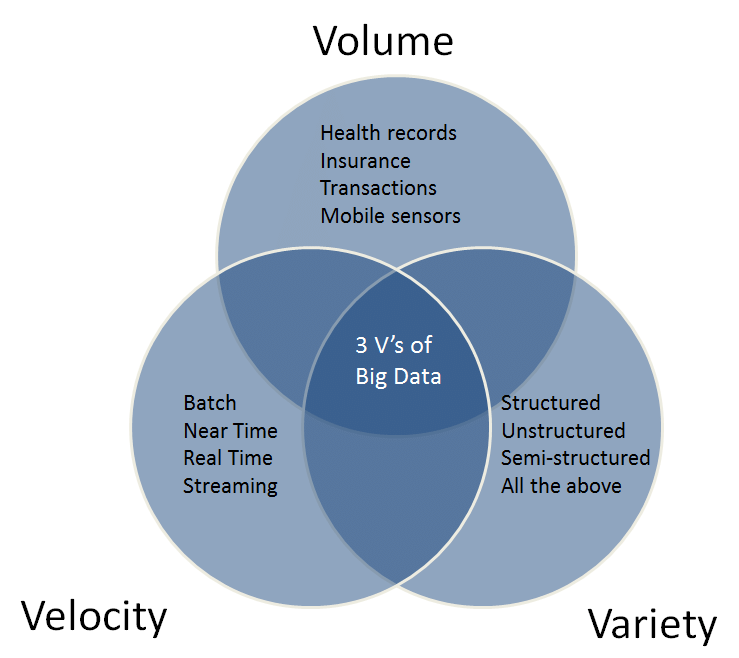 Volume
Health records
Insurance
Transactions
Mobile sensors
3 V's of
Big Data
Batch
Near Time
Real Time
Streaming
Structured
Unstructured
Semi-structured
All the above
Velocity
Variety